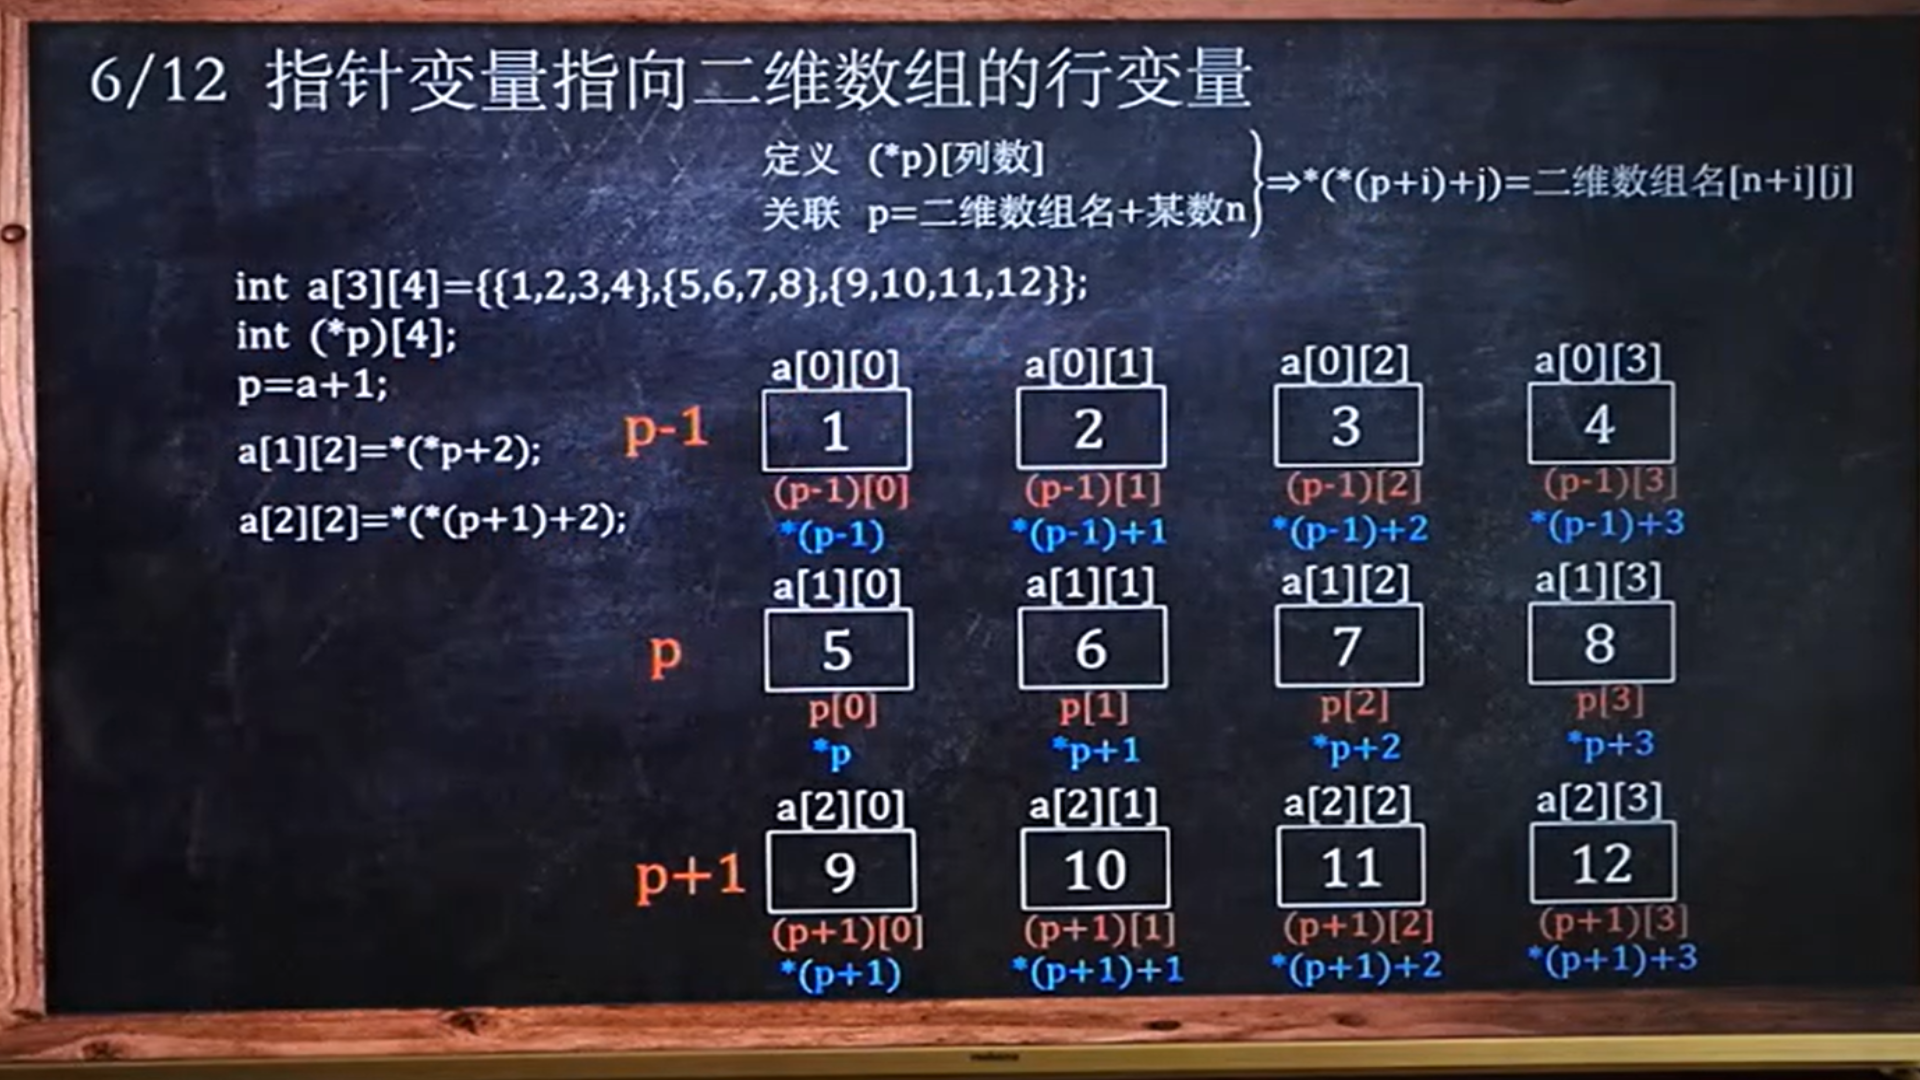 6/12 指针变量指向二维数组的行变量
定义 (*p)[列数]
关联 p=二维数组名+某数n
⇒*(*(p+i)+j)=二维数组名[n+i][j]
int a[3][4]={{1,2,3,4},{5,6,7,8},{9,10,11,12}};
int (*p)[4];
p=a+1;
a[1][2]=*(*p+2);
a[2][2]=*(*(p+1)+2);
a[0][0] a[0][1] a[0][2] a[0][3]
p-1 1 2 3 4
(p-1)[0] (p-1)[1] (p-1)[2] (p-1)[3]
*(p-1) *(p-1)+1 *(p-1)+2 *(p-1)+3
a[1][0] a[1][1] a[1][2] a[1][3]
p 5 6 7 8
p[0] p[1] p[2] p[3]
*p *p+1 *p+2 *p+3
a[2][0] a[2][1] a[2][2] a[2][3]
p+1 9 10 11 12
(p+1)[0] (p+1)[1] (p+1)[2] (p+1)[3]
*(p+1) *(p+1)+1 *(p+1)+2 *(p+1)+3